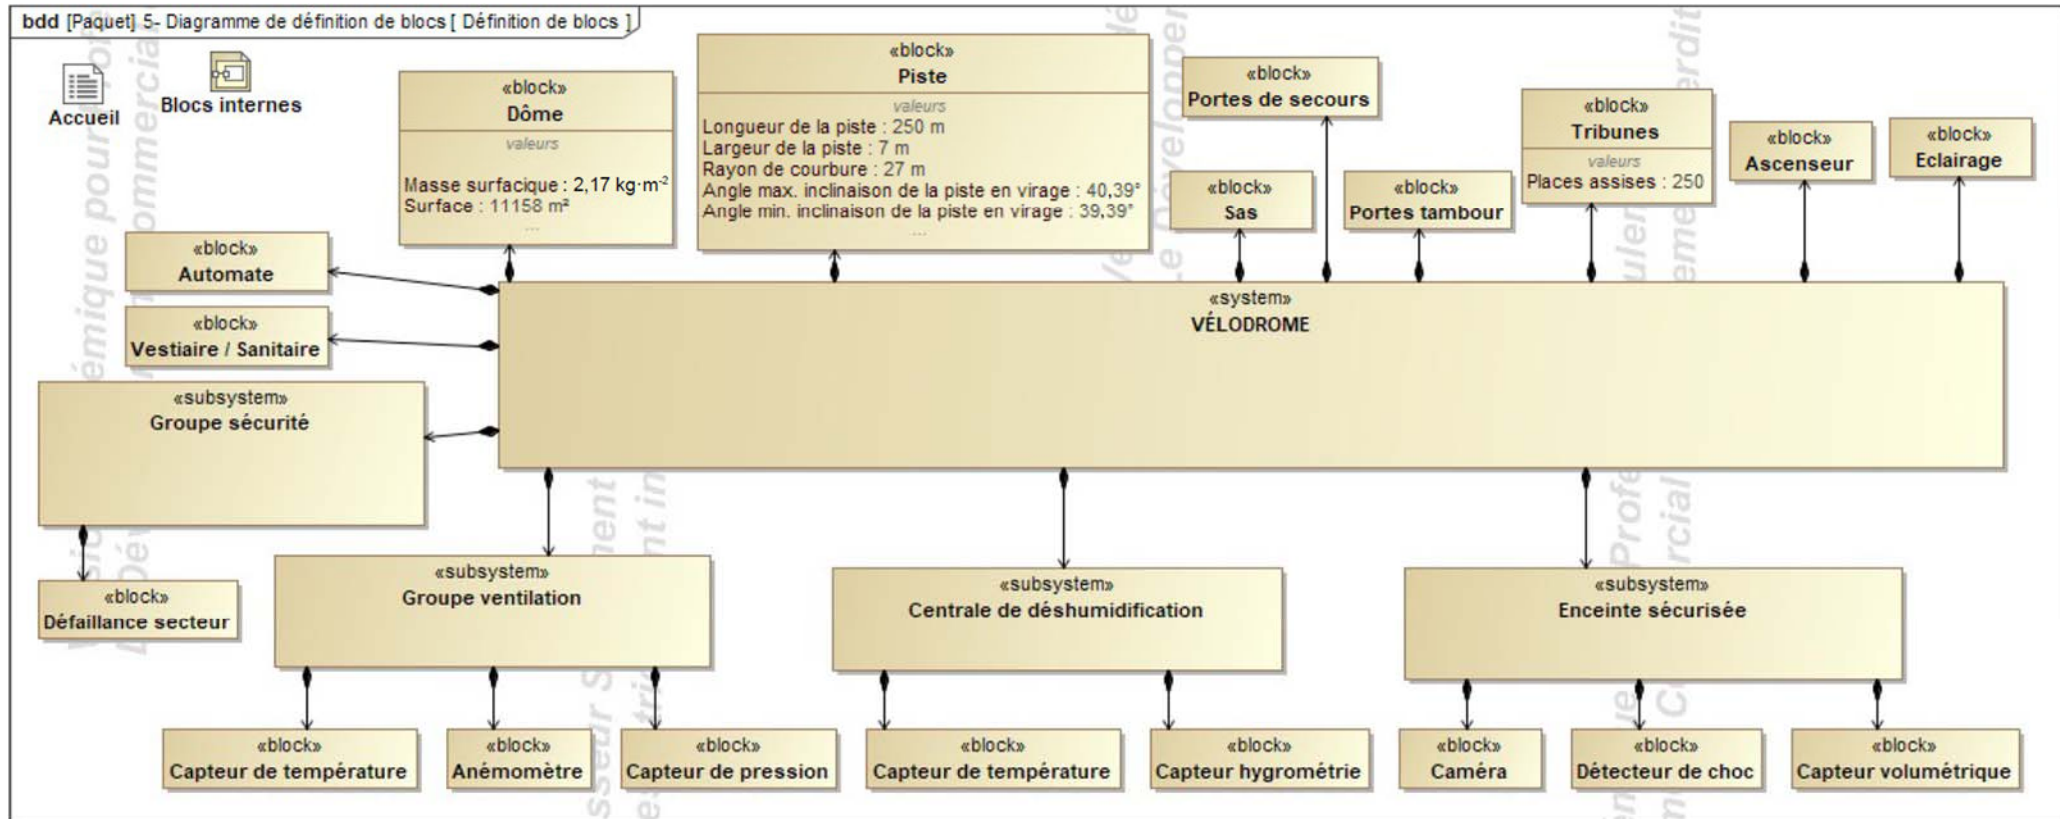 bdd [Paquet] 5- Diagramme de définition de blocs [ Définition de blocs ]
Accueil
Blocs internes
«block»
Dôme
valeurs
Masse surfacique : 2,17 kg·m-2
Surface : 11158 m²
...
«block»
Piste
valeurs
Longueur de la piste : 250 m
Largeur de la piste : 7 m
Rayon de courbure : 27 m
Angle max. inclinaison de la piste en virage : 40,39°
Angle min. inclinaison de la piste en virage : 39,39°
...
«block»
Portes de secours
«block»
Sas
«block»
Portes tambour
«block»
Tribunes
valeurs
Places assises : 250
«block»
Ascenseur
«block»
Eclairage
«block»
Automate
«block»
Vestiaire / Sanitaire
«system»
VÉLODROME
«subsystem»
Groupe sécurité
«block»
Défaillance secteur
«subsystem»
Groupe ventilation
«subsystem»
Centrale de déshumidification
«subsystem»
Enceinte sécurisée
«block»
Capteur de température
«block»
Anémomètre
«block»
Capteur de pression
«block»
Capteur de température
«block»
Capteur hygrométrie
«block»
Caméra
«block»
Détecteur de choc
«block»
Capteur volumétrique